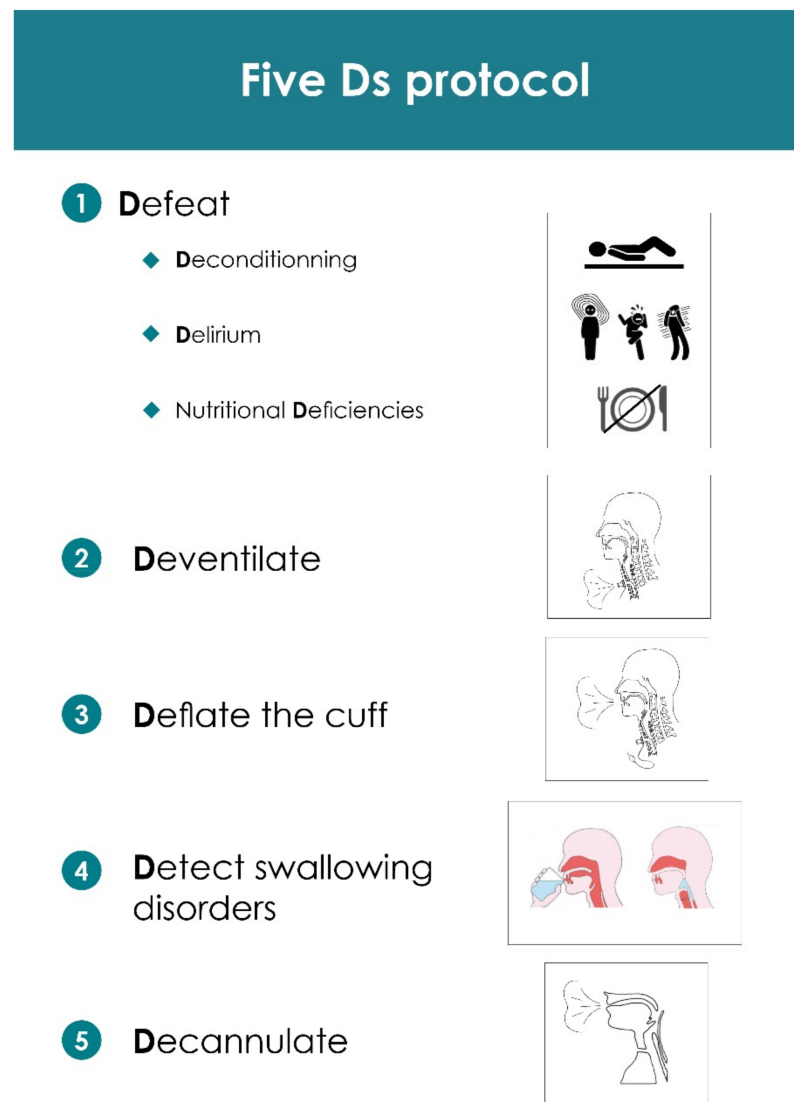 Five Ds protocol
1 Defeat
◆ Deconditionning
◆ Delirium
◆ Nutritional Deficiencies
2 Deventilate
3 Deflate the cuff
4 Detect swallowing
disorders
5 Decannulate